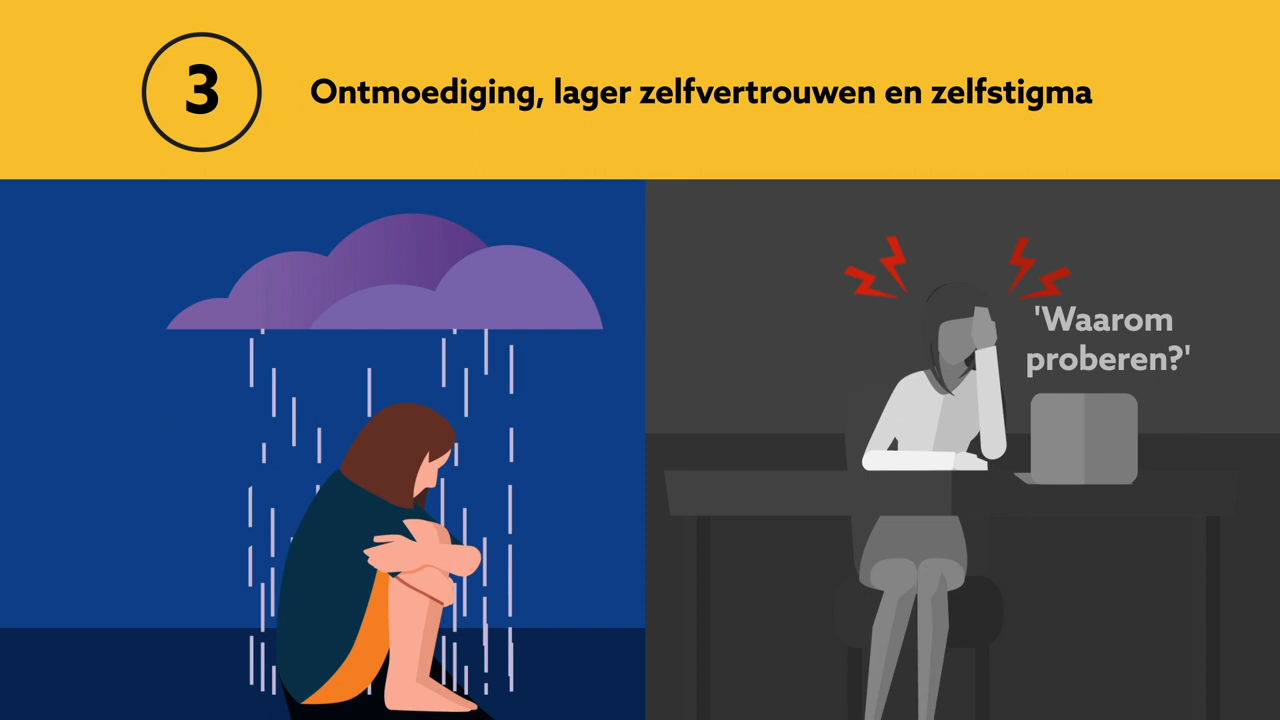 3
Ontmoediging, lager zelfvertrouwen en zelfstigma
'Waarom
proberen?'